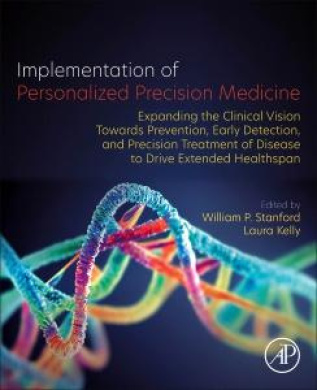 Implementation of
Personalized Precision Medicine
Expanding the Clinical Vision
Towards Prevention, Early Detection,
and Precision Treatment of Disease
to Drive Extended Healthspan
Edited by
William P. Stanford
Laura Kelly
AP